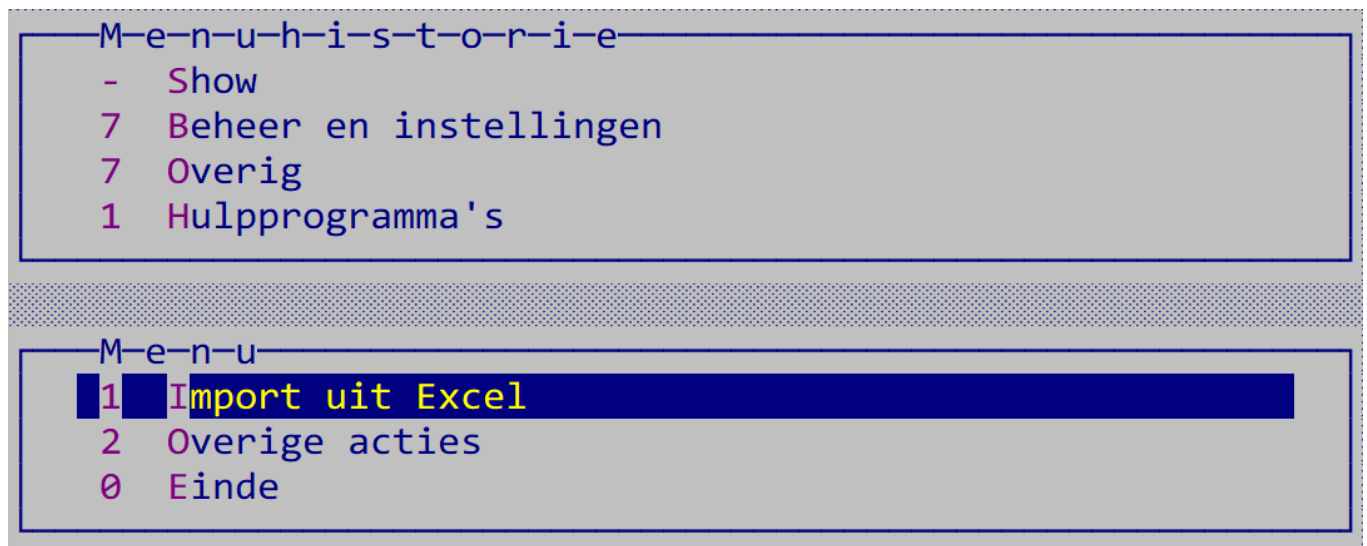 M-e-n-u-h-i-s-t-o-r-i-e
- Show
7 Beheer en instellingen
7 Overig
1 Hulpprogramma's
M-e-n-u
1 Import uit Excel
2 Overige acties
0 Einde